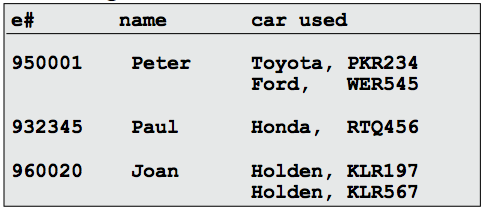 e# name car used
950001 Peter Toyota, PKR234
Ford, WER545
932345 Paul Honda, RTQ456
960020 Joan Holden, KLR197
Holden, KLR567